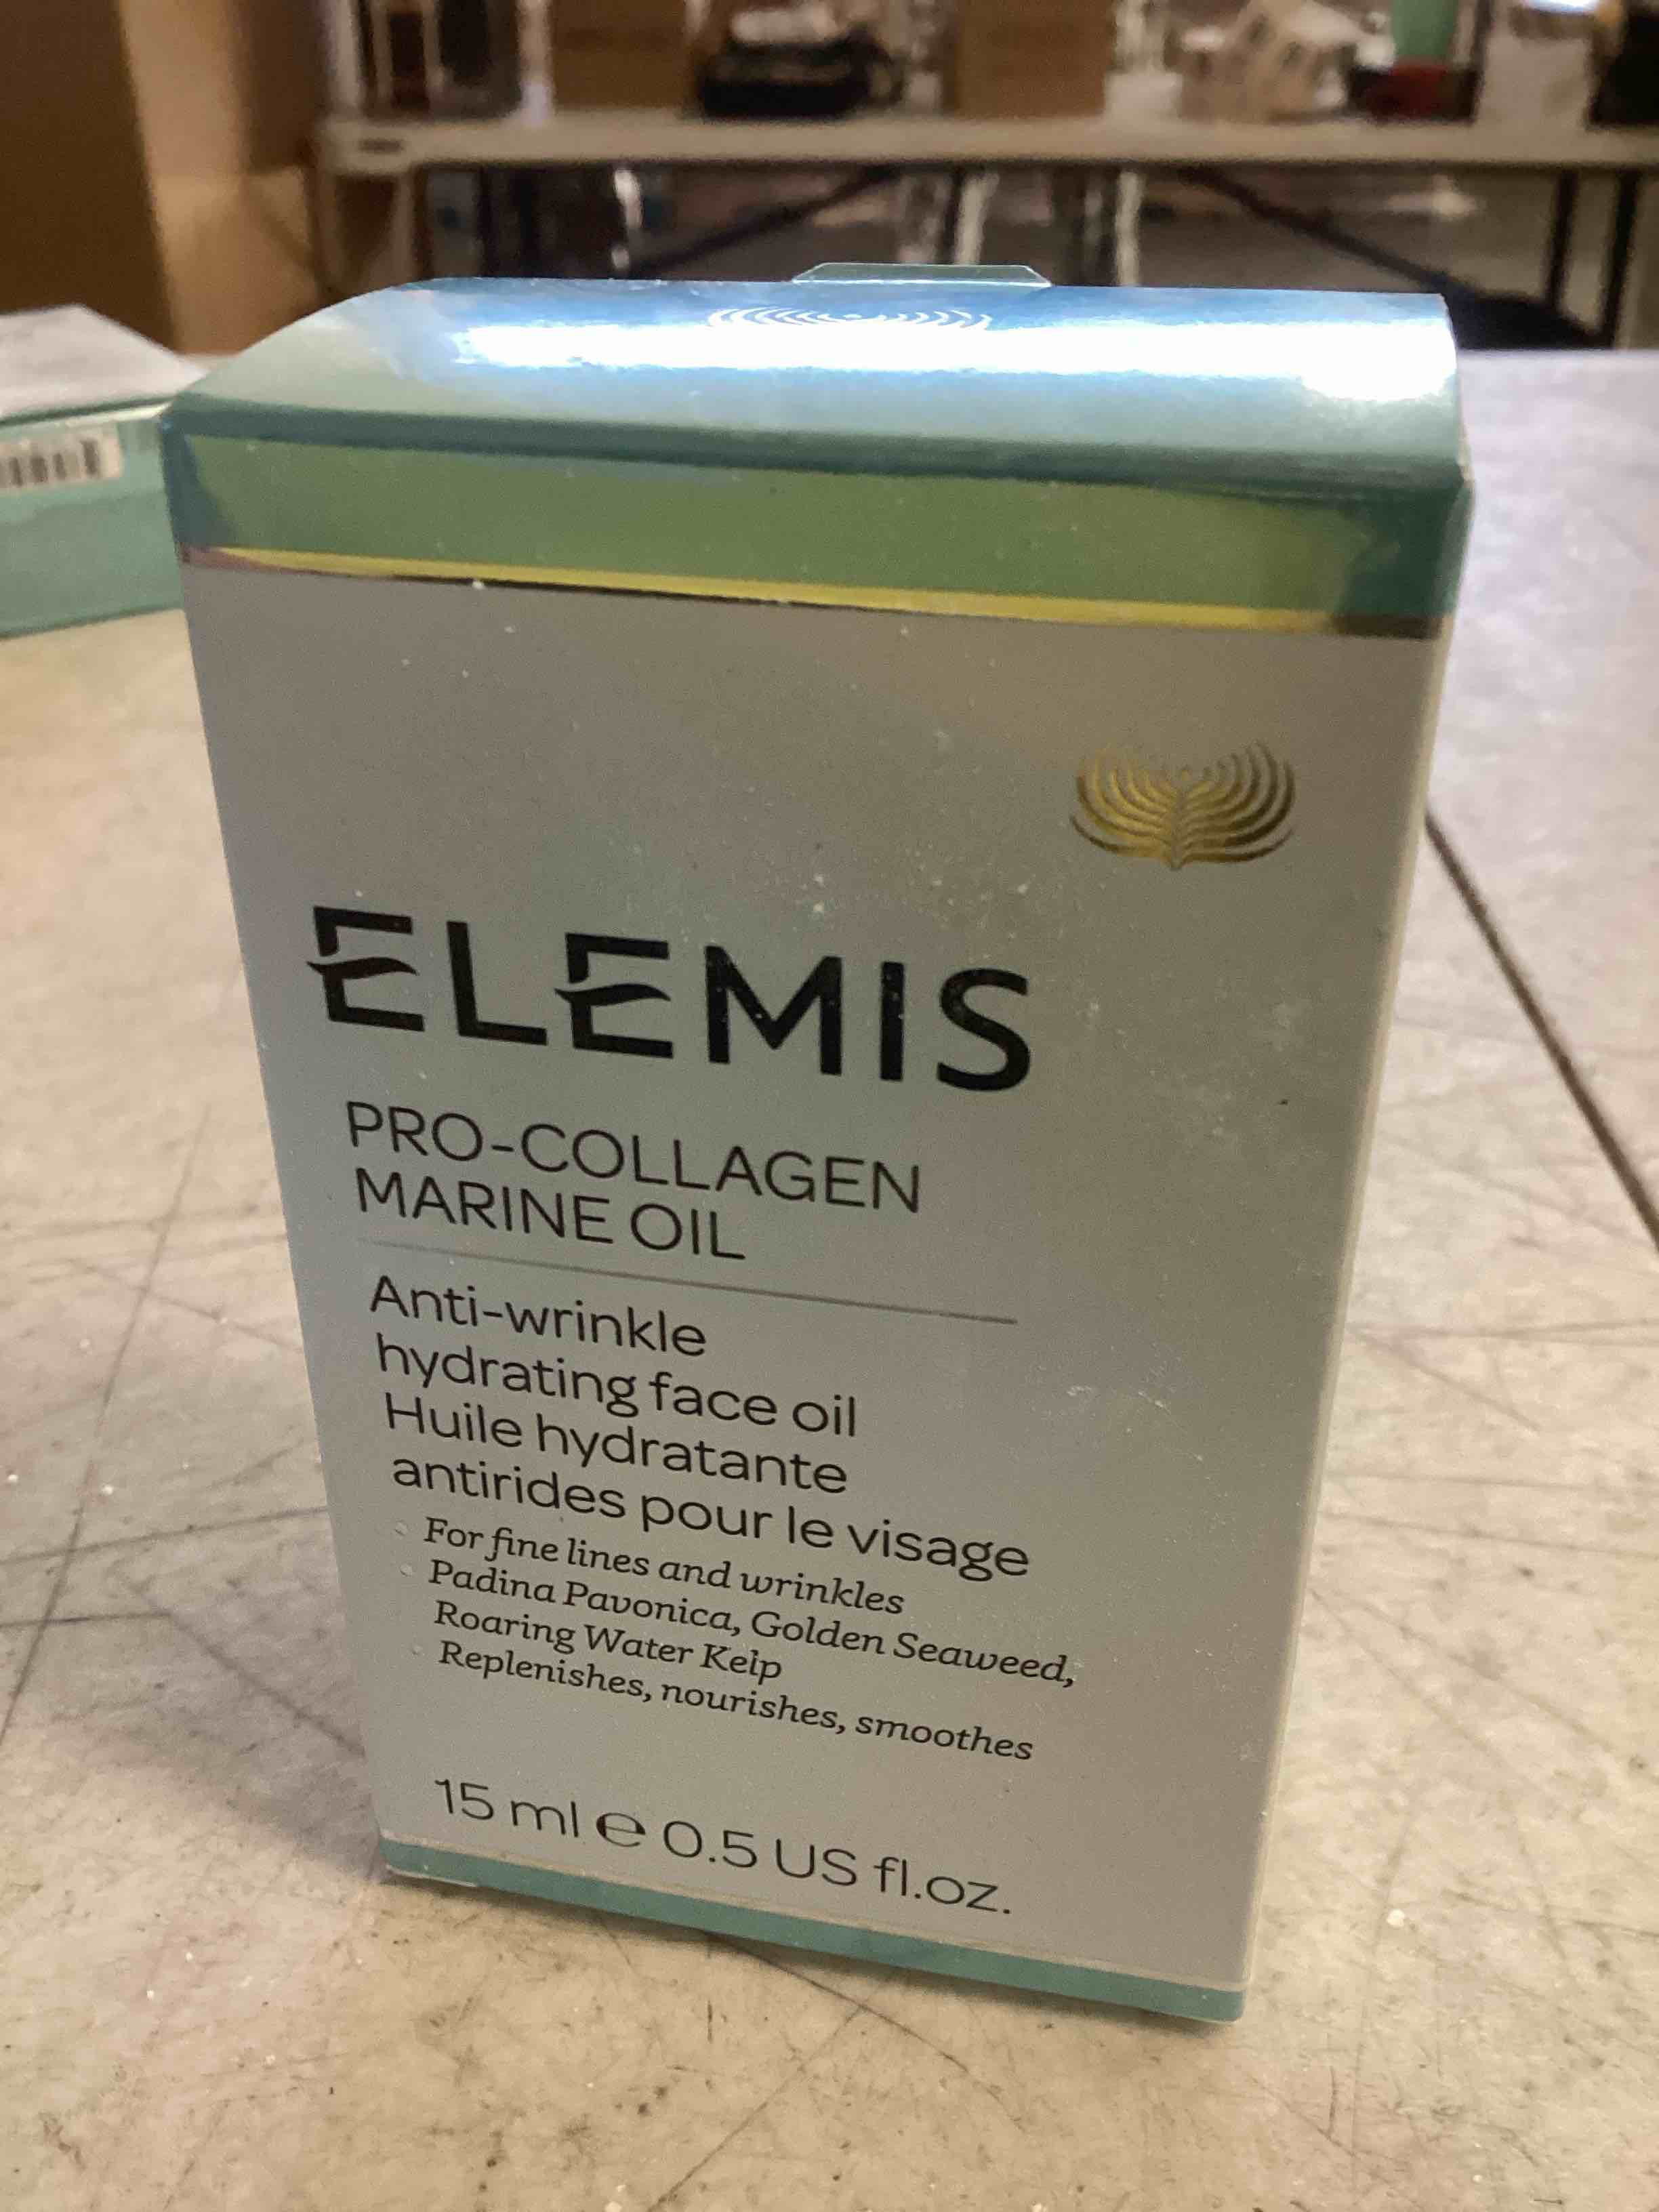 ELEMIS
PRO-COLLAGEN
MARINE OIL
Anti-wrinkle
hydrating face oil
Huile hydratante
antirides pour le visage
For fine lines and wrinkles
Padina Pavonica, Golden Seaweed,
Roaring Water Kelp
Replenishes, nourishes, smoothes
15 ml ℮ 0.5 US fl.oz.